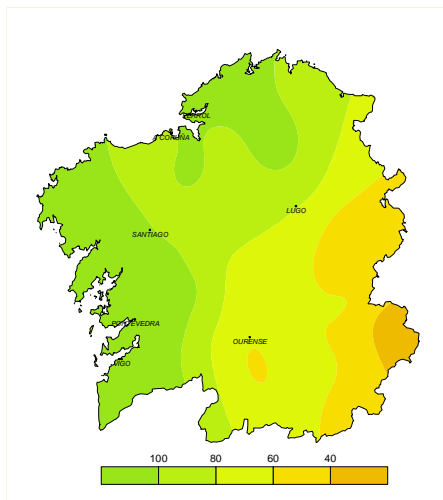 FERROL
CORUÑA
LUGO
SANTIAGO
PONTEVEDRA
OURENSE
VIGO
100 80 60 40